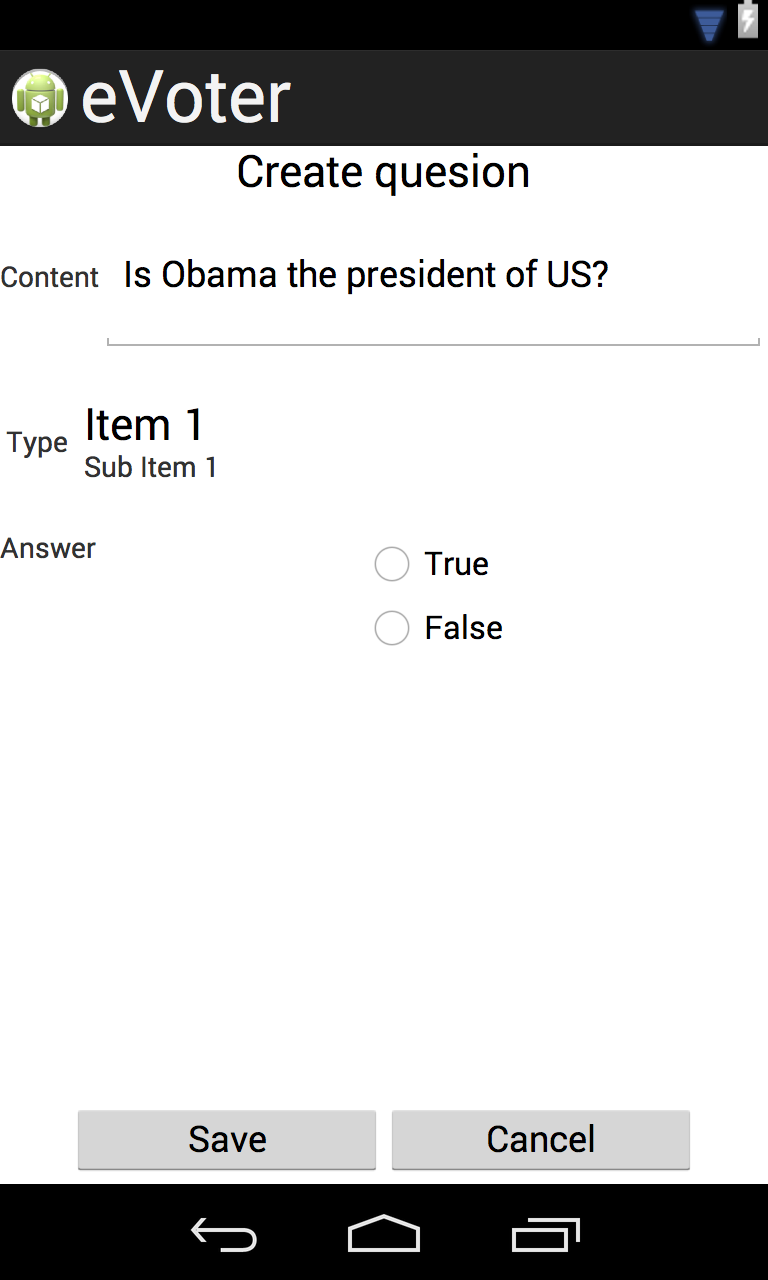 eVoter
Create quesion
Content
Is Obama the president of US?
Type
Item 1
Sub Item 1
Answer
True
False
Save
Cancel